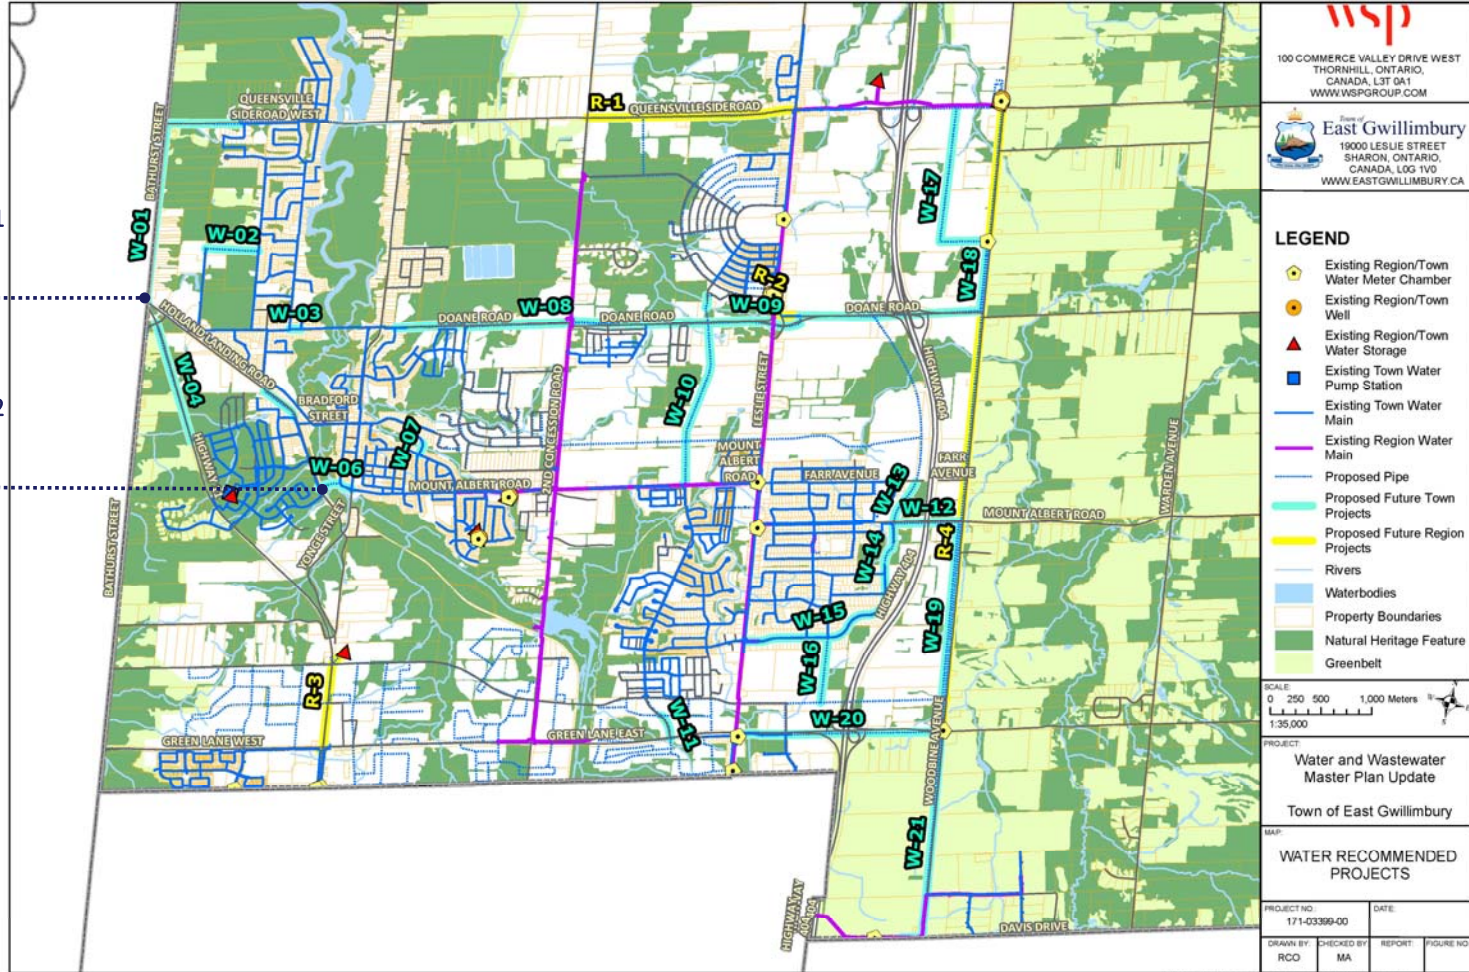 1
2
QUEENSVILLE
SIDEROAD WEST
R-1
QUEENSVILLE SIDEROAD
BATHURST STREET
W-01
W-02
W-17
R-2
W-18
W-03
DOANE ROAD
W-08
DOANE ROAD
W-09
DOANE ROAD
HOLLAND LANDING ROAD
W-04
BRADFORD
STREET
W-07
2ND CONCESSION ROAD
W-10
LESLIE STREET
HIGHWAY 404
WARDEN AVENUE
MOUNT
ALBERT
ROAD
FARR AVENUE
FARR
AVENUE
W-13
W-06
MOUNT ALBERT ROAD
W-12
MOUNT ALBERT ROAD
BATHURST STREET
YONGE STREET
W-14
R-4
HIGHWAY 404
W-15
W-19
W-16
R-3
W-11
W-20
GREEN LANE WEST
GREEN LANE EAST
WOODBINE AVENUE
W-21
HIGHWAY
404
DAVIS DRIVE
wsp
100 COMMERCE VALLEY DRIVE WEST
THORNHILL, ONTARIO,
CANADA, L3T 0A1
WWW.WSPGROUP.COM
Town of
East Gwillimbury
19000 LESLIE STREET
SHARON, ONTARIO,
CANADA, L0G 1V0
WWW.EASTGWILLIMBURY.CA
LEGEND
Existing Region/Town
Water Meter Chamber
Existing Region/Town
Well
Existing Region/Town
Water Storage
Existing Town Water
Pump Station
Existing Town Water
Main
Existing Region Water
Main
Proposed Pipe
Proposed Future Town
Projects
Proposed Future Region
Projects
Rivers
Waterbodies
Property Boundaries
Natural Heritage Feature
Greenbelt
SCALE:
0 250 500 1,000 Meters
1:35,000
PROJECT:
Water and Wastewater
Master Plan Update
Town of East Gwillimbury
MAP:
WATER RECOMMENDED
PROJECTS
PROJECT NO.:
171-03399-00
DATE:
DRAWN BY:
RCO
CHECKED BY
MA
REPORT:
FIGURE NO